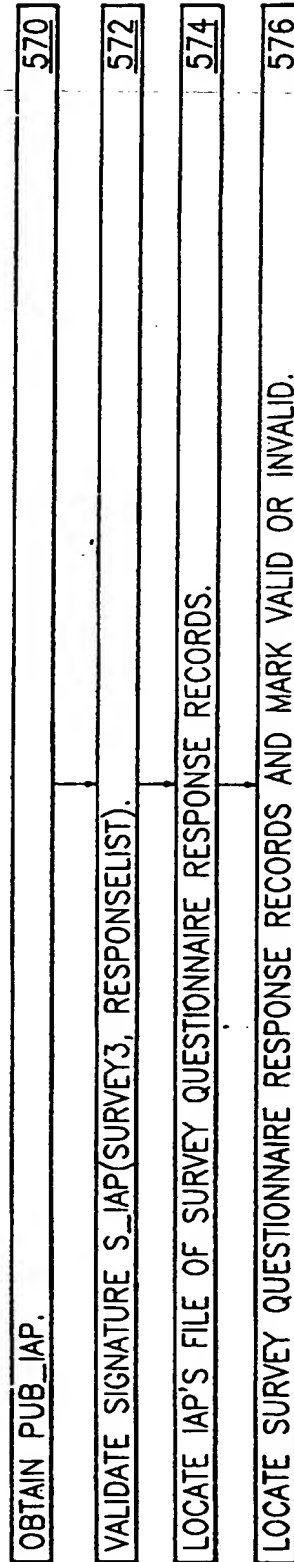 OBTAIN PUB_IAP. 570
VALIDATE SIGNATURE S_IAP(SURVEY3, RESPONSELIST). 572
LOCATE IAP'S FILE OF SURVEY QUESTIONNAIRE RESPONSE RECORDS. 574
LOCATE SURVEY QUESTIONNAIRE RESPONSE RECORDS AND MARK VALID OR INVALID. 576